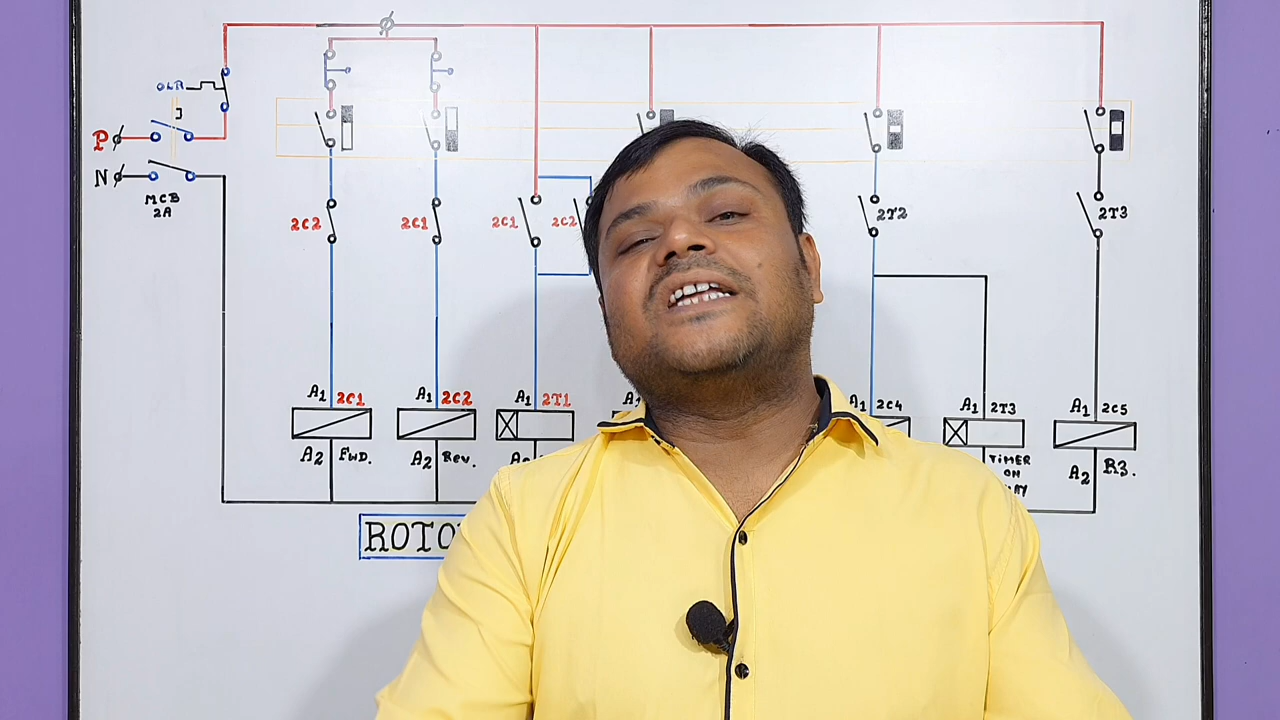 OLR
P
N
MCB
2A
2C2
2C1
2C1
2C2
2T2
2T3
A1 2C1
A1 2C2
A1 2T1
A1 2C4
A1 2T3
A1 2C5
A2 FWD.
A2 Rev.
TiMER
ON
A2 R3.
ROTO